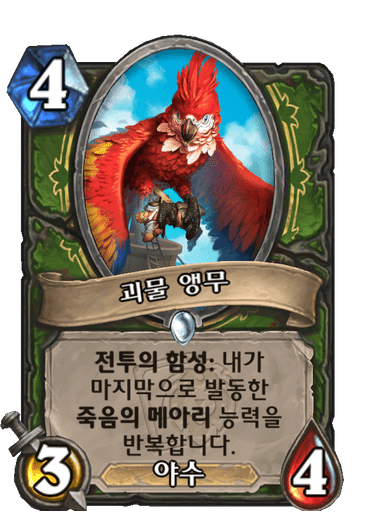 4
괴물 앵무
전투의 함성: 내가
마지막으로 발동한
죽음의 메아리 능력을
반복합니다.
야수
3
4